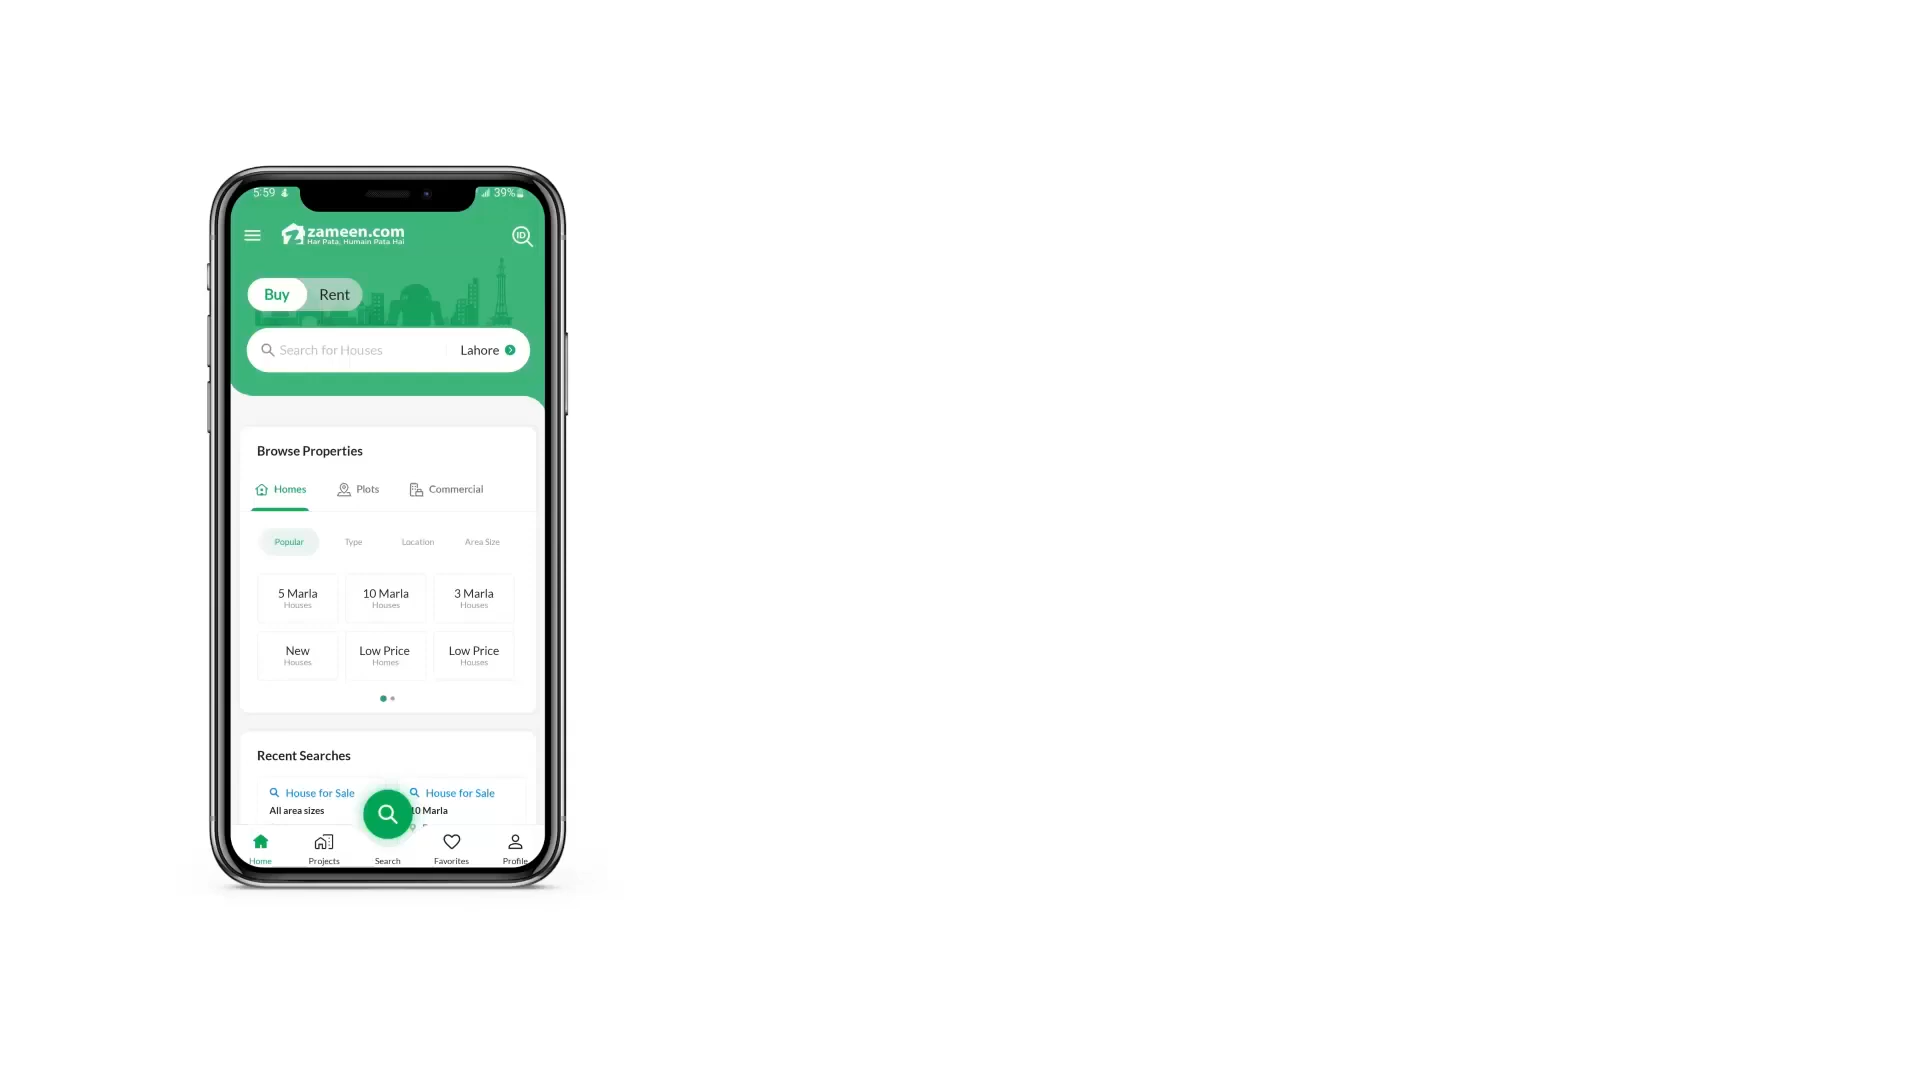 5:59
39%
zameen.com
Har Pata, Humain Pata Hai
ID
Buy Rent
Search for Houses Lahore
Browse Properties
Homes Plots Commercial
Popular Type Location Area Size
5 Marla 10 Marla 3 Marla
Houses Houses Houses
New Low Price Low Price
Houses Homes Houses
Recent Searches
House for Sale House for Sale
All area sizes 10 Marla
Home Projects Search Favorites Profile